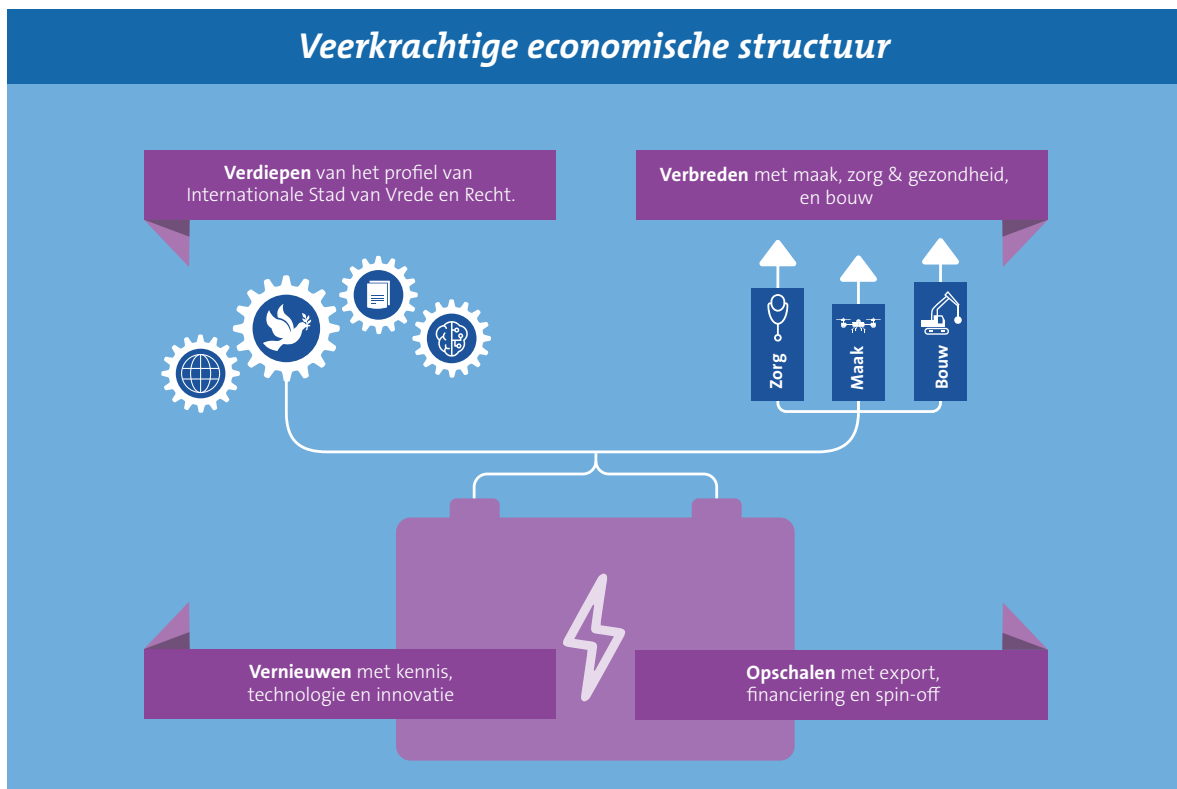 Veerkrachtige economische structuur
Verdiepen van het profiel van
Internationale Stad van Vrede en Recht.
Verbreden met maak, zorg & gezondheid,
en bouw
Zorg
Maak
Bouw
Vernieuwen met kennis,
technologie en innovatie
Opschalen met export,
financiering en spin-off